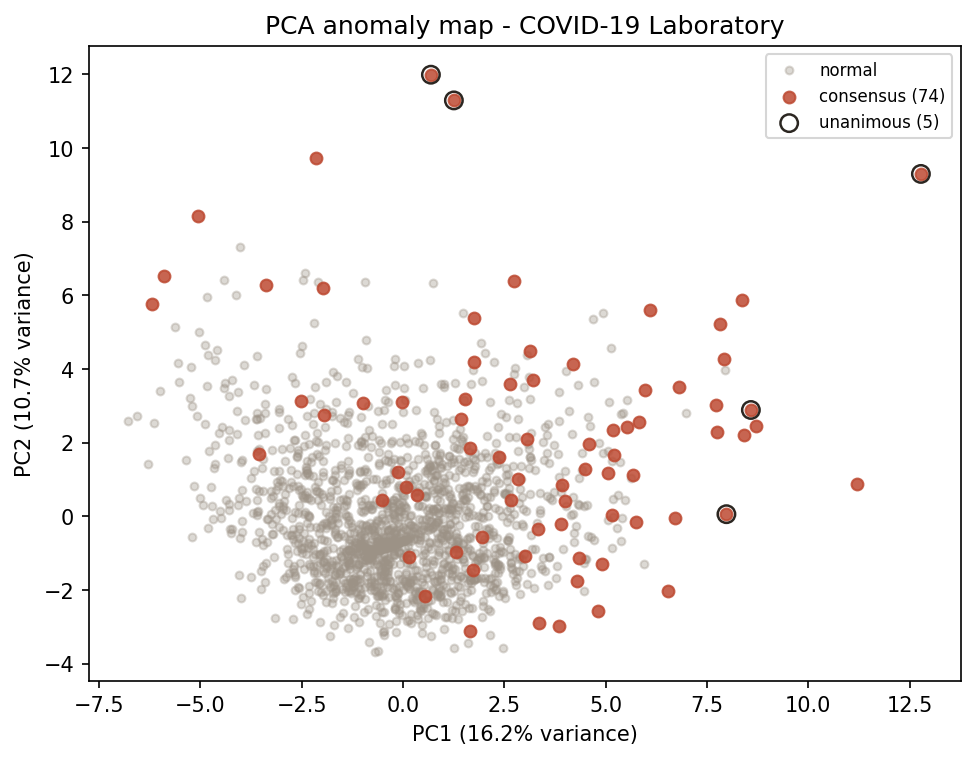 PCA anomaly map - COVID-19 Laboratory
normal
consensus (74)
unanimous (5)
PC2 (10.7% variance)
12
10
8
6
4
2
0
−2
−4
−7.5 −5.0 −2.5 0.0 2.5 5.0 7.5 10.0 12.5
PC1 (16.2% variance)